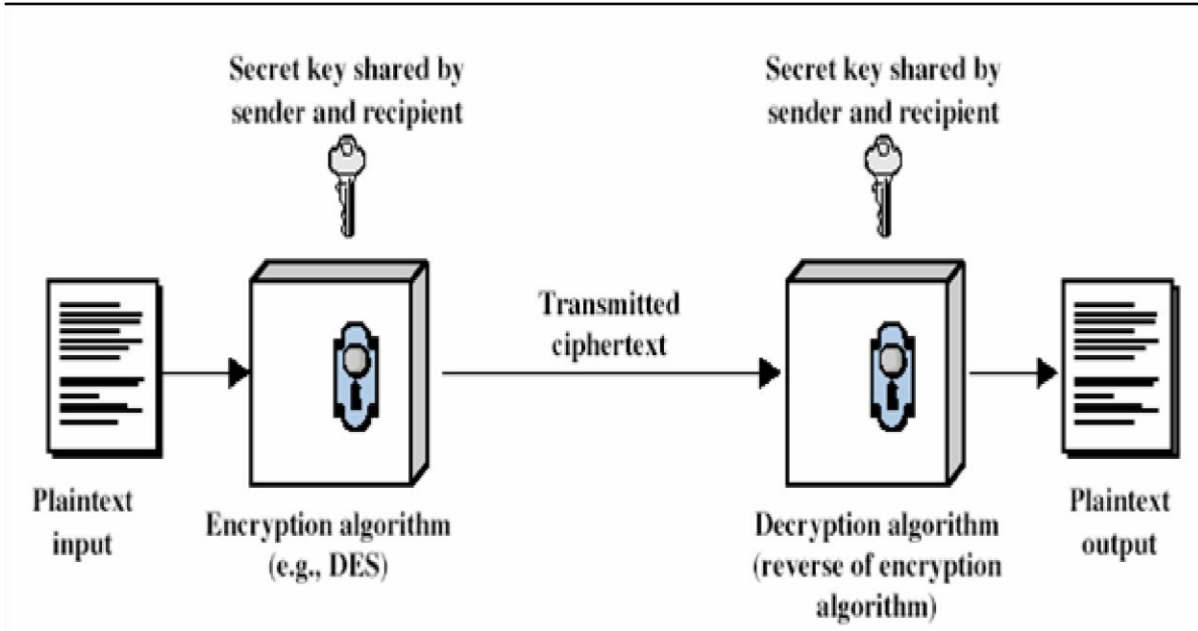 Secret key shared by
sender and recipient
Secret key shared by
sender and recipient
Transmitted
ciphertext
Plaintext
input
Encryption algorithm
(e.g., DES)
Decryption algorithm
(reverse of encryption
algorithm)
Plaintext
output